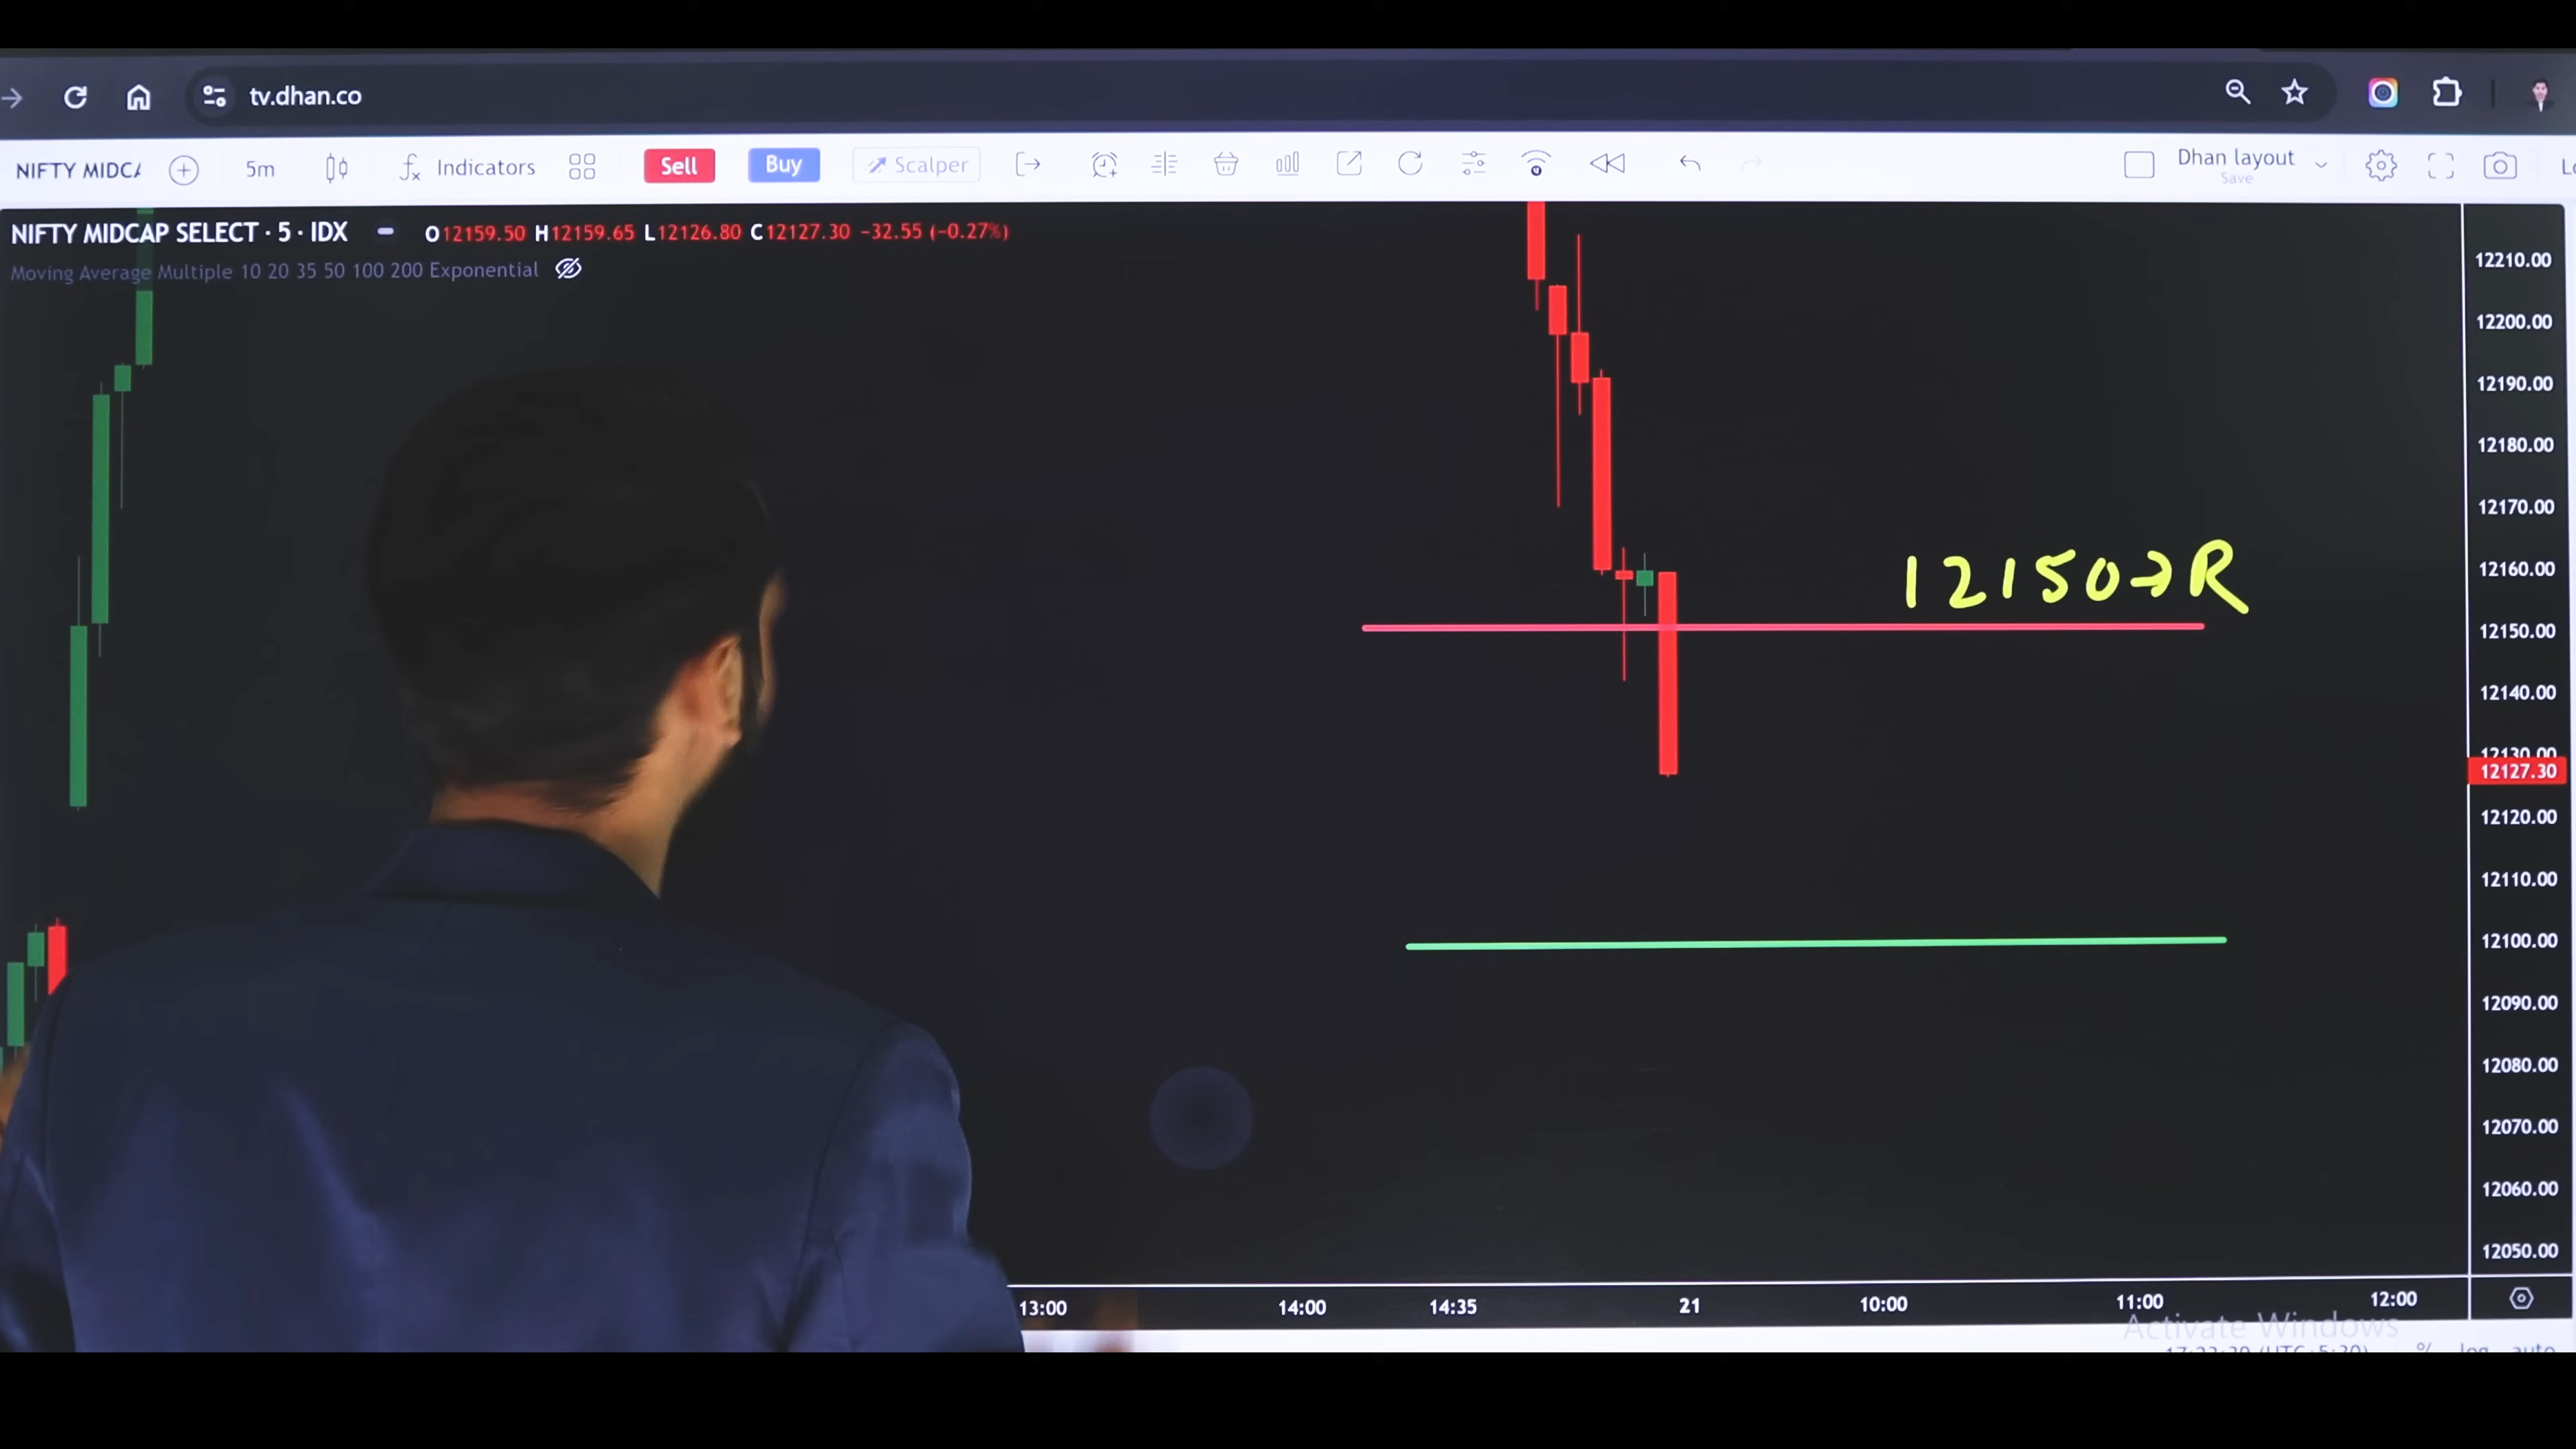 tv.dhan.co
5m
Indicators
Sell
Buy
Scalper
Dhan layout
Save
NIFTY MIDCAP SELECT · 5 · IDX
O12159.50 H12159.65 L12126.80 C12127.30 −32.55 (−0.27%)
Moving Average Multiple 10 20 35 50 100 200 Exponential
12210.00
12200.00
12190.00
12180.00
12170.00
12150→R
12160.00
12150.00
12140.00
12130.00
12127.30
12120.00
12110.00
12100.00
12090.00
12080.00
12070.00
12060.00
12050.00
13:00 14:00 14:35 21 10:00 11:00 12:00
Activate Windows